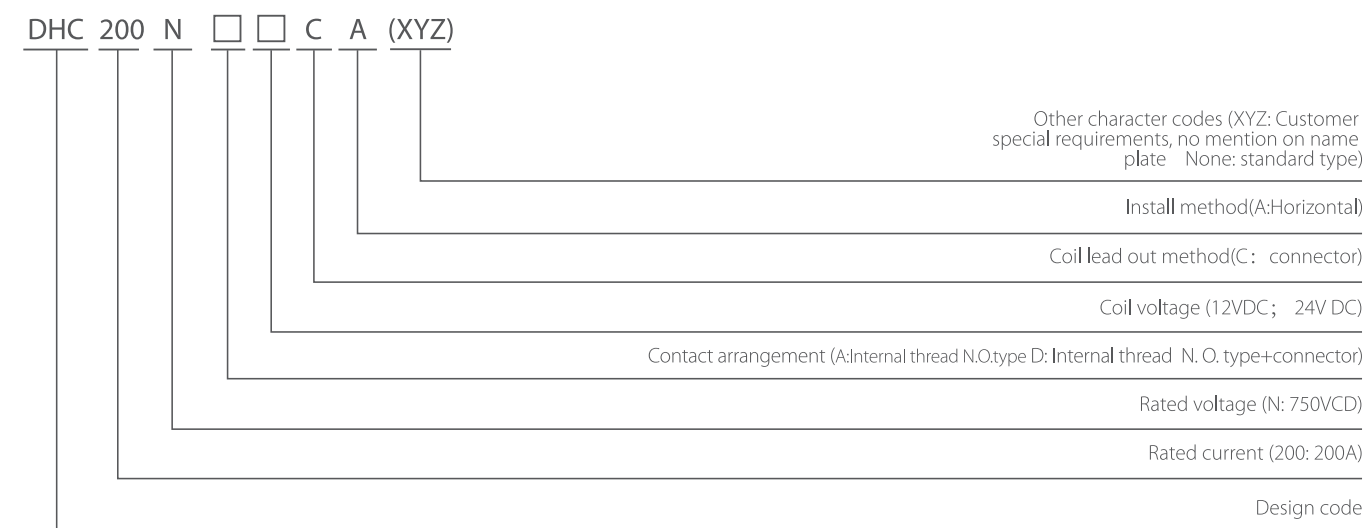 DHC 200 N □ □ C A (XYZ)
Other character codes (XYZ: Customer
special requirements, no mention on name
plate None: standard type)
Install method(A:Horizontal)
Coil lead out method(C： connector)
Coil voltage (12VDC； 24V DC)
Contact arrangement (A:Internal thread N.O.type D: Internal thread N. O. type+connector)
Rated voltage (N: 750VCD)
Rated current (200: 200A)
Design code